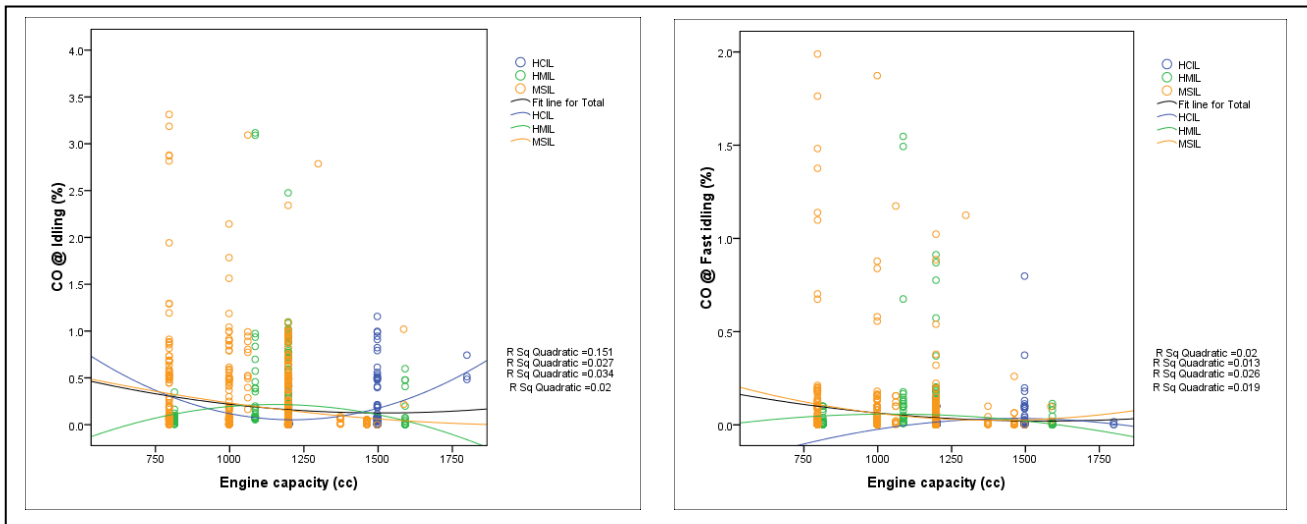 4.0
3.5
3.0
2.5
2.0
1.5
1.0
0.5
0.0
CO @ Idling (%)
750 1000 1250 1500 1750
Engine capacity (cc)
HCIL
HMIL
MSIL
Fit line for Total
HCIL
HMIL
MSIL
R Sq Quadratic =0.151
R Sq Quadratic =0.027
R Sq Quadratic =0.034
R Sq Quadratic =0.02
2.0
1.5
1.0
0.5
0.0
CO @ Fast idling (%)
750 1000 1250 1500 1750
Engine capacity (cc)
HCIL
HMIL
MSIL
Fit line for Total
HCIL
HMIL
MSIL
R Sq Quadratic =0.02
R Sq Quadratic =0.013
R Sq Quadratic =0.026
R Sq Quadratic =0.019